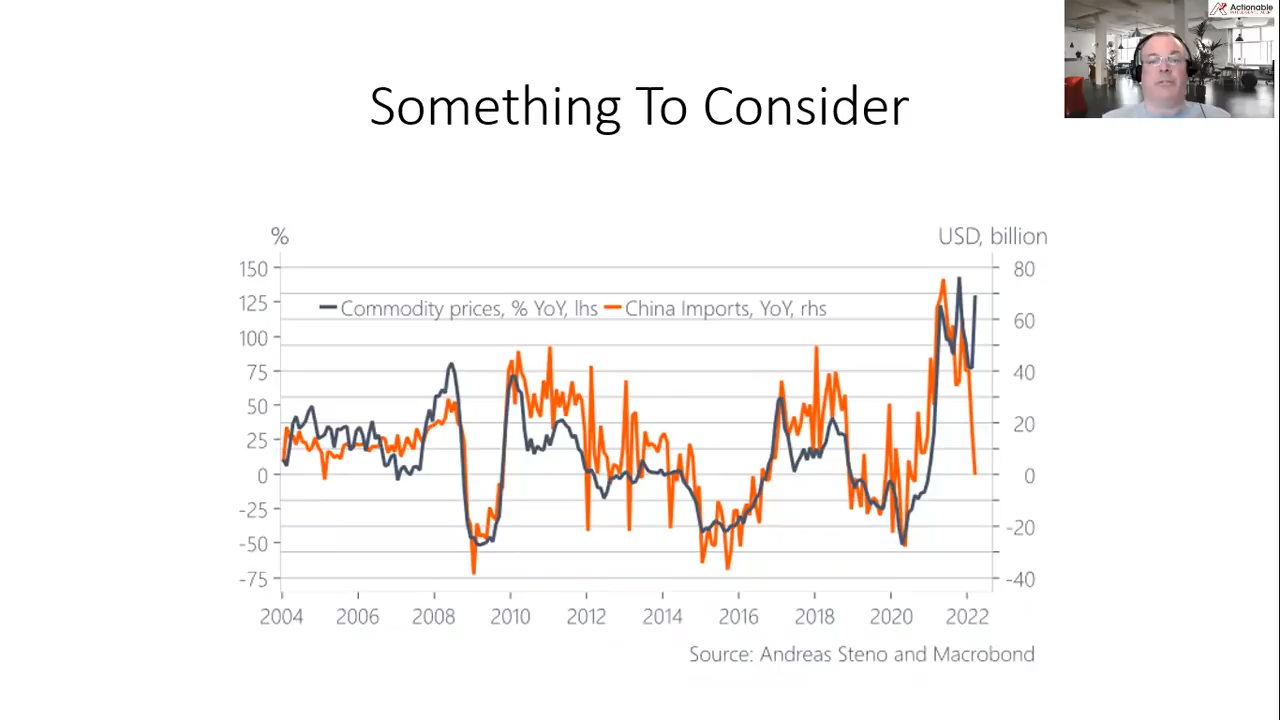 Actionable
Something To Consider
% USD, billion
150 80
125
Commodity prices, % YoY, lhs China Imports, YoY, rhs
100 60
75 40
50
25 20
0 0
-25
-50 -20
-75 -40
2004 2006 2008 2010 2012 2014 2016 2018 2020 2022
Source: Andreas Steno and Macrobond